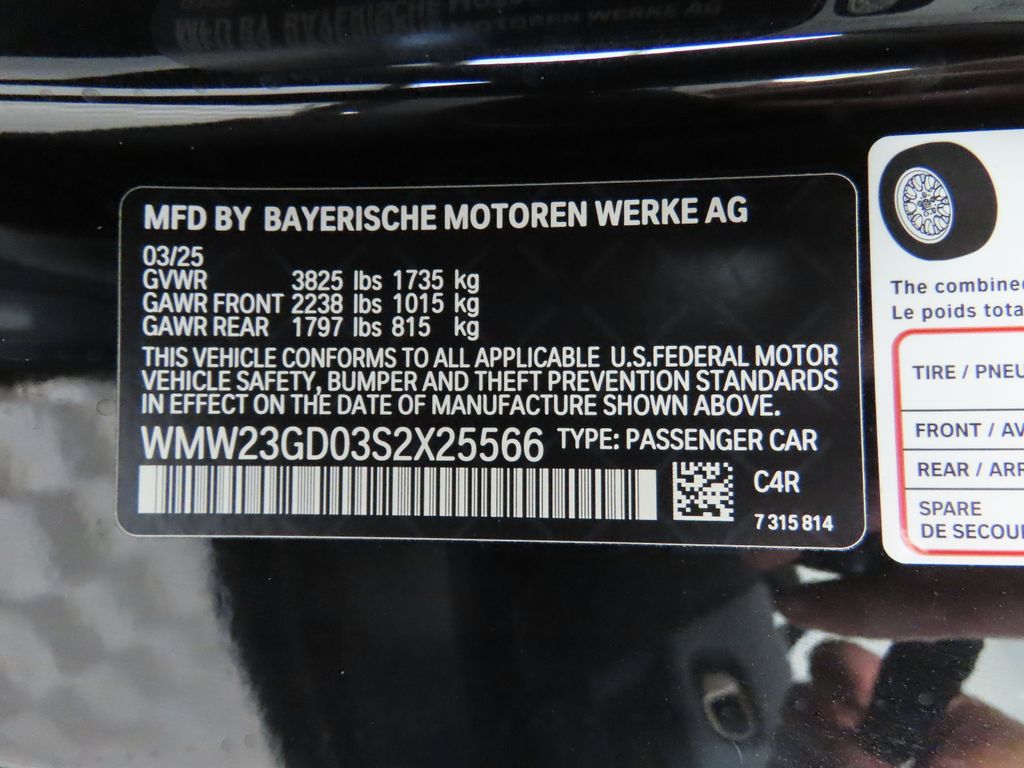 MFD BY BAYERISCHE MOTOREN WERKE AG
03/25
GVWR 3825 lbs 1735 kg
GAWR FRONT 2238 lbs 1015 kg
GAWR REAR 1797 lbs 815 kg
THIS VEHICLE CONFORMS TO ALL APPLICABLE U.S.FEDERAL MOTOR
VEHICLE SAFETY, BUMPER AND THEFT PREVENTION STANDARDS
IN EFFECT ON THE DATE OF MANUFACTURE SHOWN ABOVE.
WMW23GD03S2X25566 TYPE: PASSENGER CAR
C4R
7 315 814
The combined
Le poids tota
TIRE / PNEU
FRONT / AV
REAR / ARR
SPARE
DE SECOU